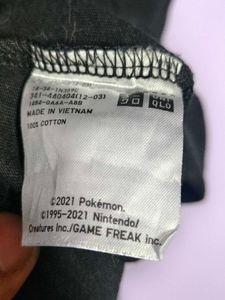 341-440404(12-03)
MADE IN VIETNAM
100% COTTON
UNI
QLO
©2021 Pokémon.
©1995-2021 Nintendo/
Creatures Inc./GAME FREAK inc.